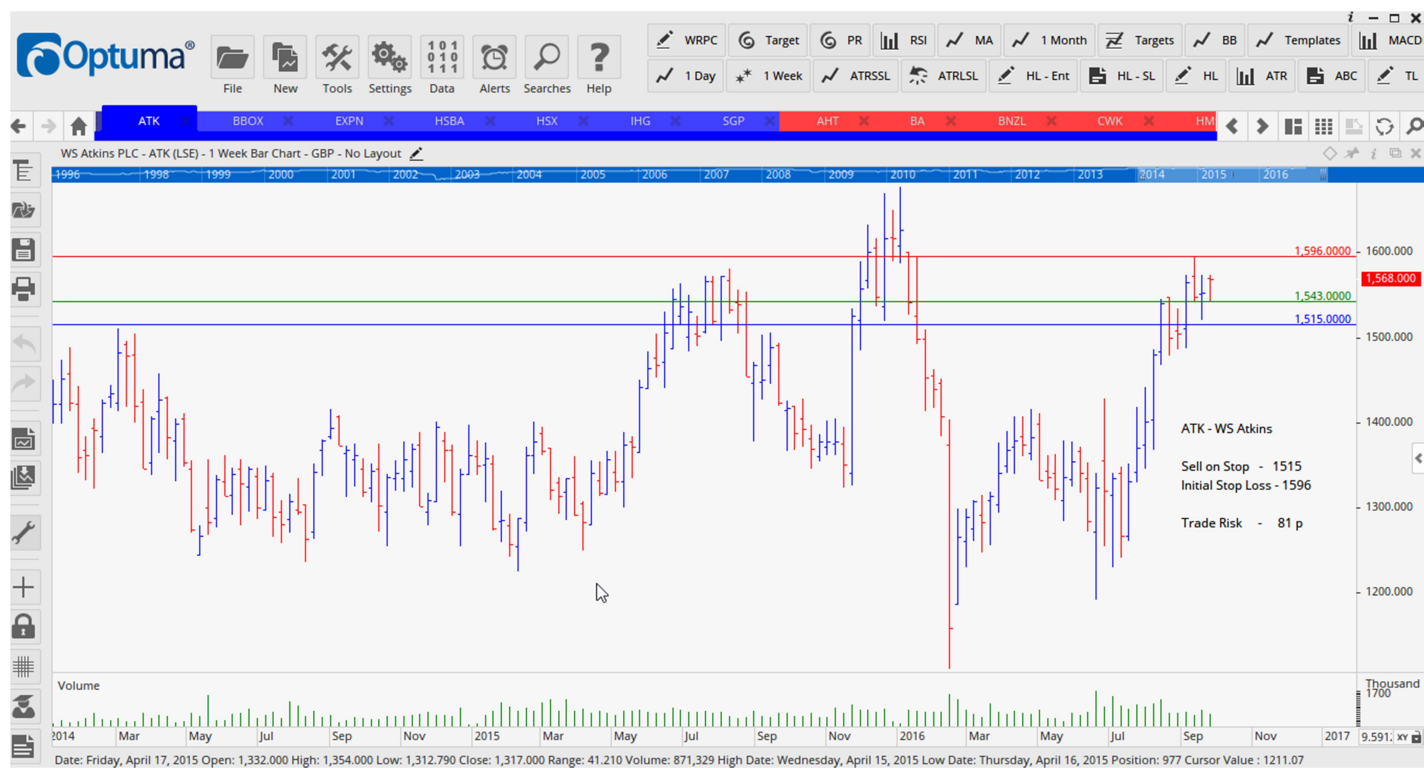 Optuma®
File New Tools Settings Data Alerts Searches Help
WRPC Target PR RSI MA 1 Month Targets BB Templates MACD
1 Day 1 Week ATRSSL ATRLSL HL - Ent HL - SL HL ATR ABC TL
ATK BBOX EXPN HSBA HSX IHG SGP AHT BA BNZL CWK HM
WS Atkins PLC - ATK (LSE) - 1 Week Bar Chart - GBP - No Layout
1996 1998 1999 2000 2001 2002 2003 2004 2005 2006 2007 2008 2009 2010 2011 2012 2013 2014 2015 2016
1,596.0000
1600.000
1,568.000
1,543.0000
1,515.0000
1500.000
1400.000
ATK - WS Atkins
Sell on Stop - 1515
Initial Stop Loss - 1596
1300.000
Trade Risk - 81 p
1200.000
Volume
Thousand
1700
2014 Mar May Jul Sep Nov 2015 Mar May Jul Sep Nov 2016 Mar May Jul Sep Nov 2017
XY
Date: Friday, April 17, 2015 Open: 1,332.000 High: 1,354.000 Low: 1,312.790 Close: 1,317.000 Range: 41.210 Volume: 871,329 High Date: Wednesday, April 15, 2015 Low Date: Thursday, April 16, 2015 Position: 977 Cursor Value : 1211.07